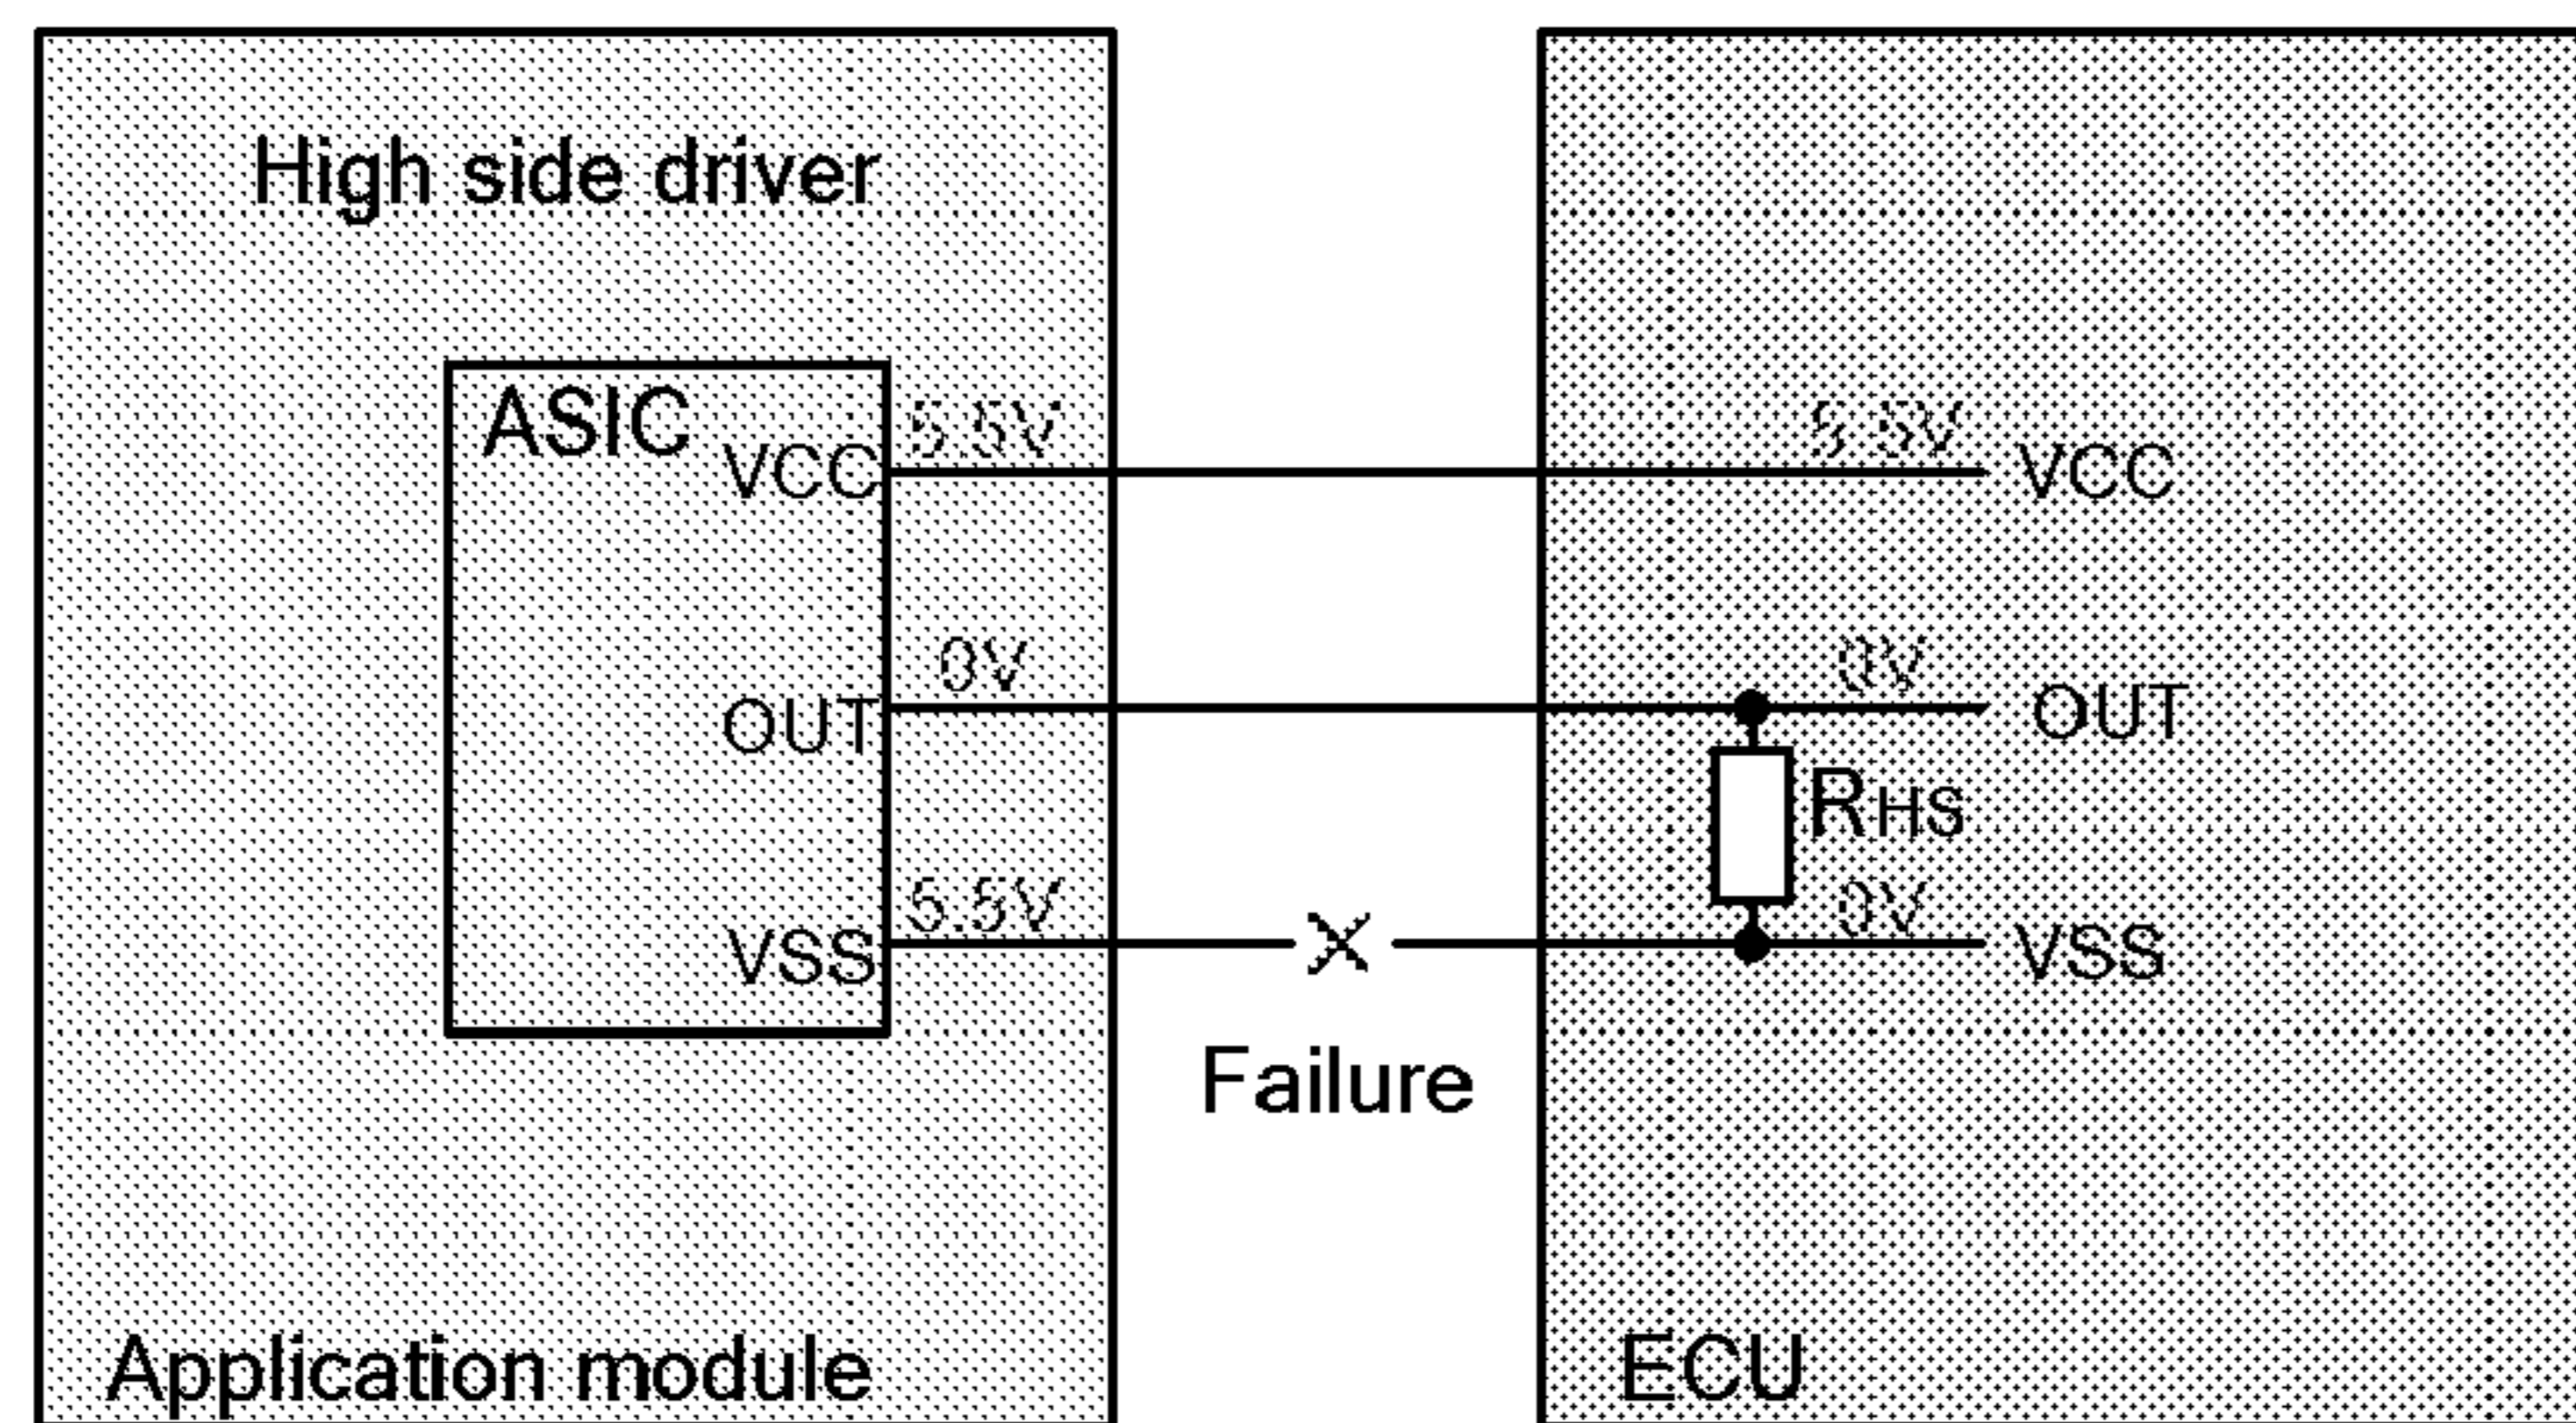 High side driver
ASIC
VCC
5.5V
5.5V
VCC
OUT
0V
0V
OUT
RHS
VSS
5.5V
0V
VSS
Failure
Application module
ECU